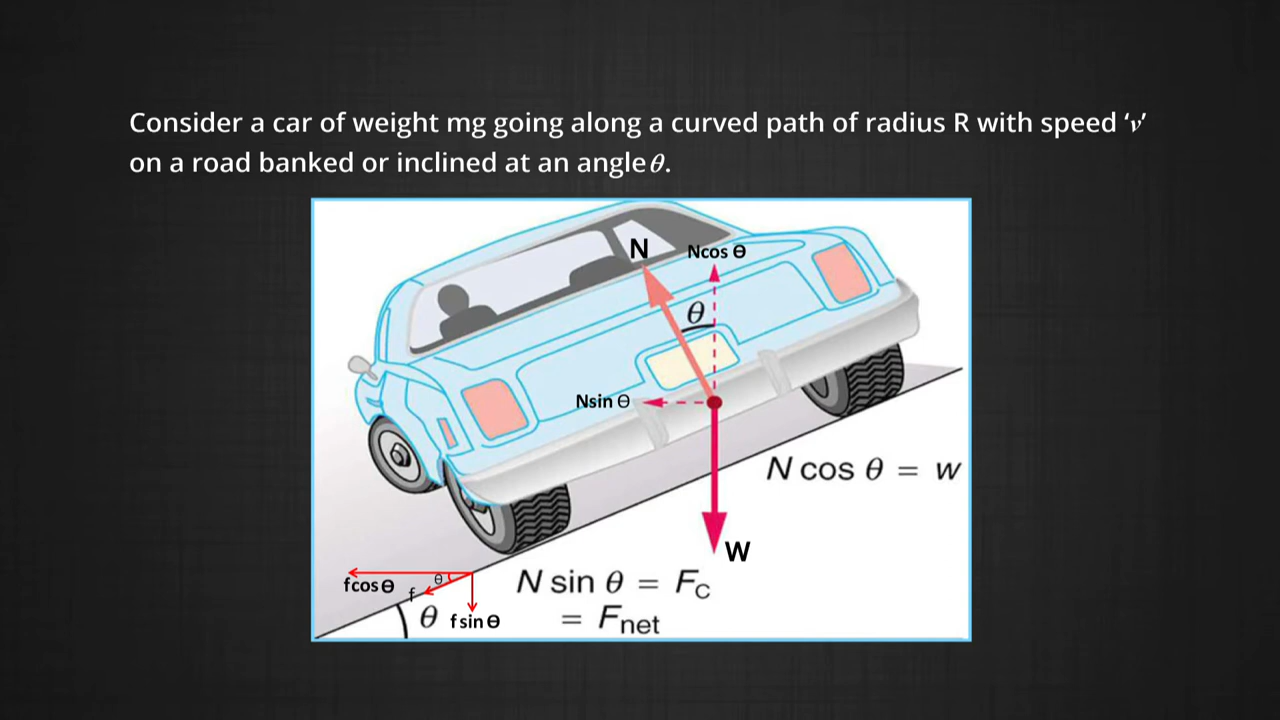 Consider a car of weight mg going along a curved path of radius R with speed ‘v’
on a road banked or inclined at an angle θ.
N
Ncos θ
θ
Nsin θ
N cos θ = w
W
fcosθ
θ
f
N sin θ = Fc
θ
f sin θ
= Fnet